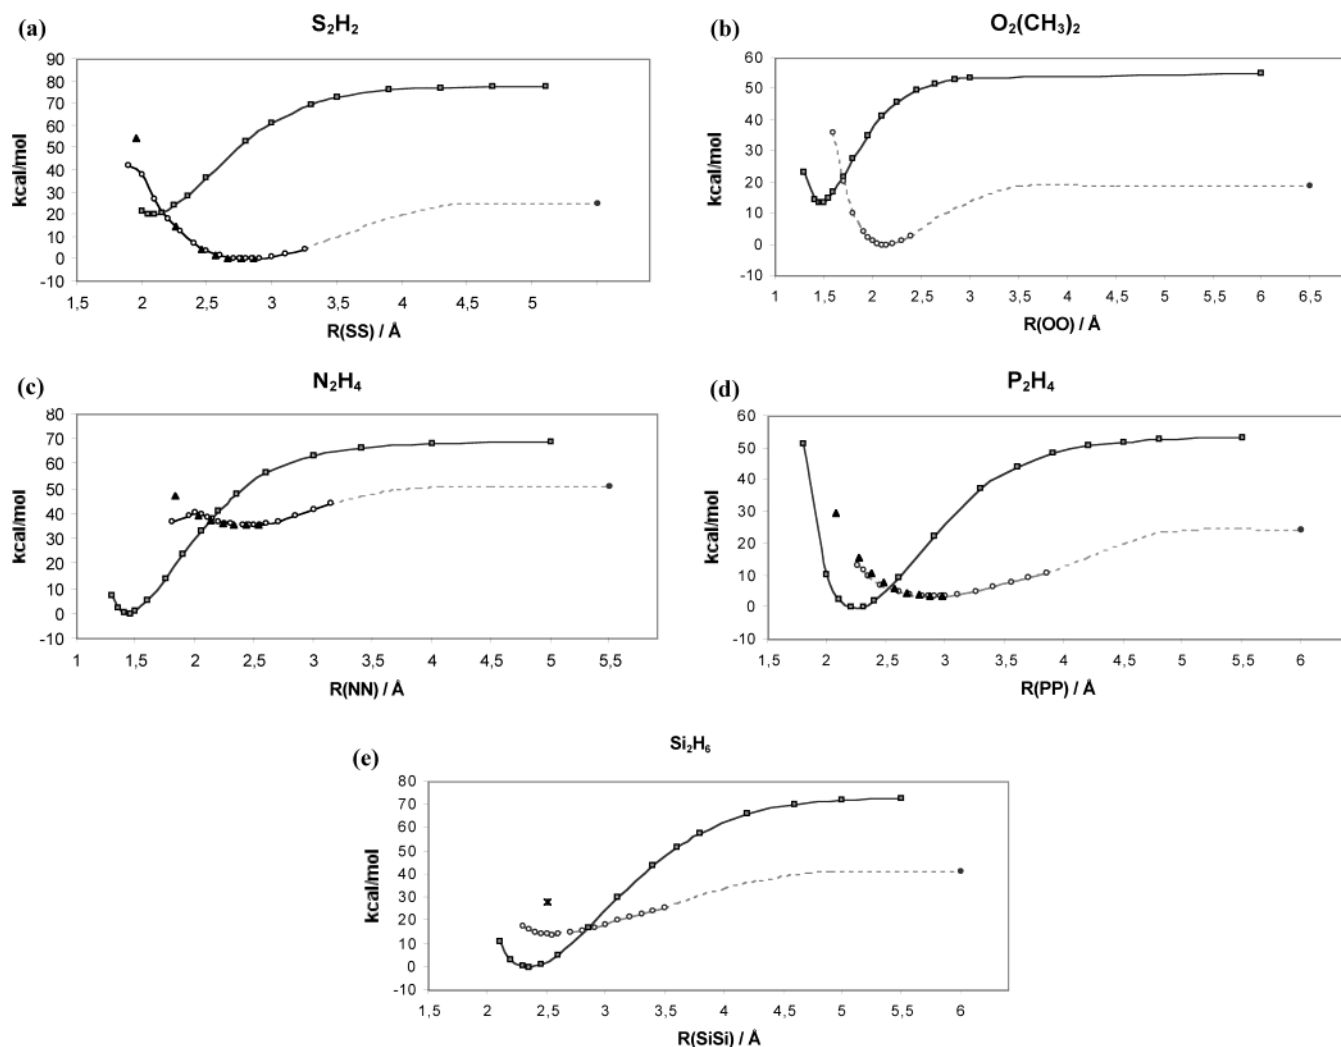 (a)
S₂H₂
90
80
70
60
50
40
30
20
10
0
-10
kcal/mol
1,5 2 2,5 3 3,5 4 4,5 5
R(SS) / Å
(b)
O₂(CH₃)₂
60
50
40
30
20
10
0
-10
kcal/mol
1 1,5 2 2,5 3 3,5 4 4,5 5 5,5 6 6,5
R(OO) / Å
(c)
N₂H₄
80
70
60
50
40
30
20
10
0
-10
kcal/mol
1 1,5 2 2,5 3 3,5 4 4,5 5 5,5
R(NN) / Å
(d)
P₂H₄
60
50
40
30
20
10
0
-10
kcal/mol
1,5 2 2,5 3 3,5 4 4,5 5 5,5 6
R(PP) / Å
(e)
Si₂H₆
80
70
60
50
40
30
20
10
0
-10
kcal/mol
1,5 2 2,5 3 3,5 4 4,5 5 5,5 6
R(SiSi) / Å